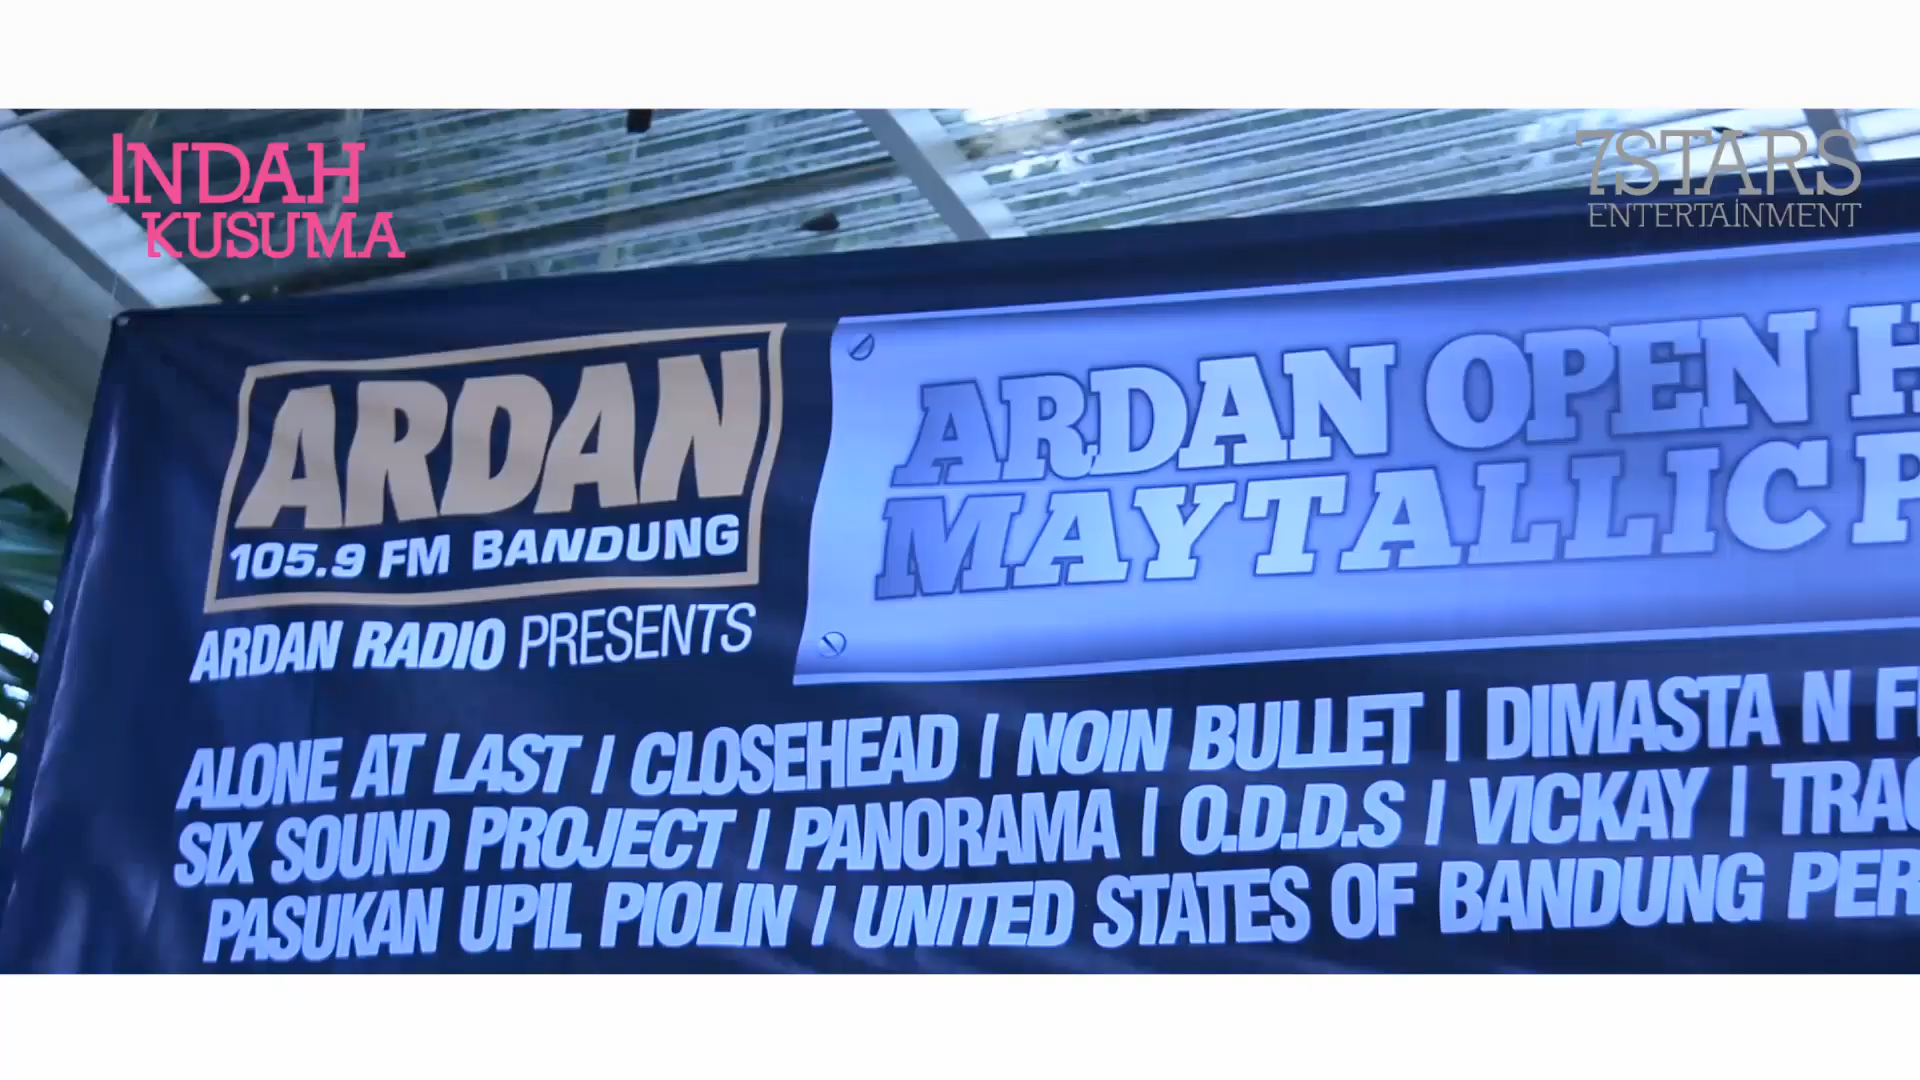 INDAH
KUSUMA
7STARS
ENTERTAINMENT
ARDAN
105.9 FM BANDUNG
ARDAN RADIO PRESENTS
ARDAN OPEN
MAYTALLIC
ALONE AT LAST | CLOSEHEAD | NOIN BULLET | DIMASTA N
SIX SOUND PROJECT | PANORAMA | O.D.D.S | VICKAY |
PASUKAN UPIL PIOLIN | UNITED STATES OF BANDUNG